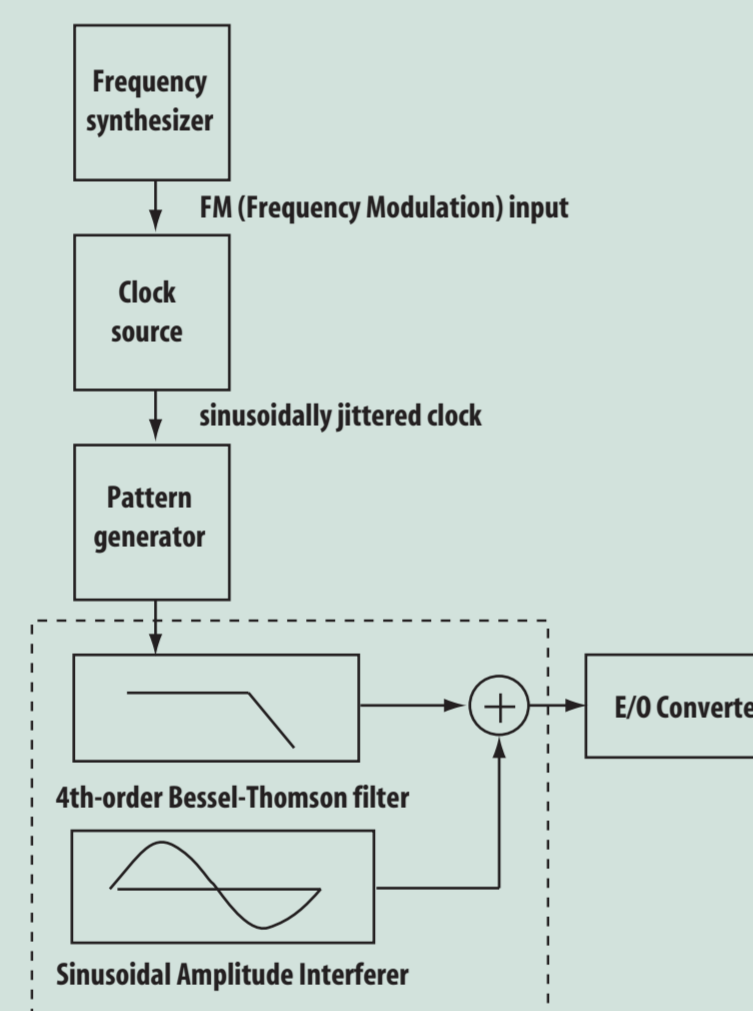 Frequency
synthesizer
FM (Frequency Modulation) input
Clock
source
sinusoidally jittered clock
Pattern
generator
+
E/O Converte
4th-order Bessel-Thomson filter
Sinusoidal Amplitude Interferer